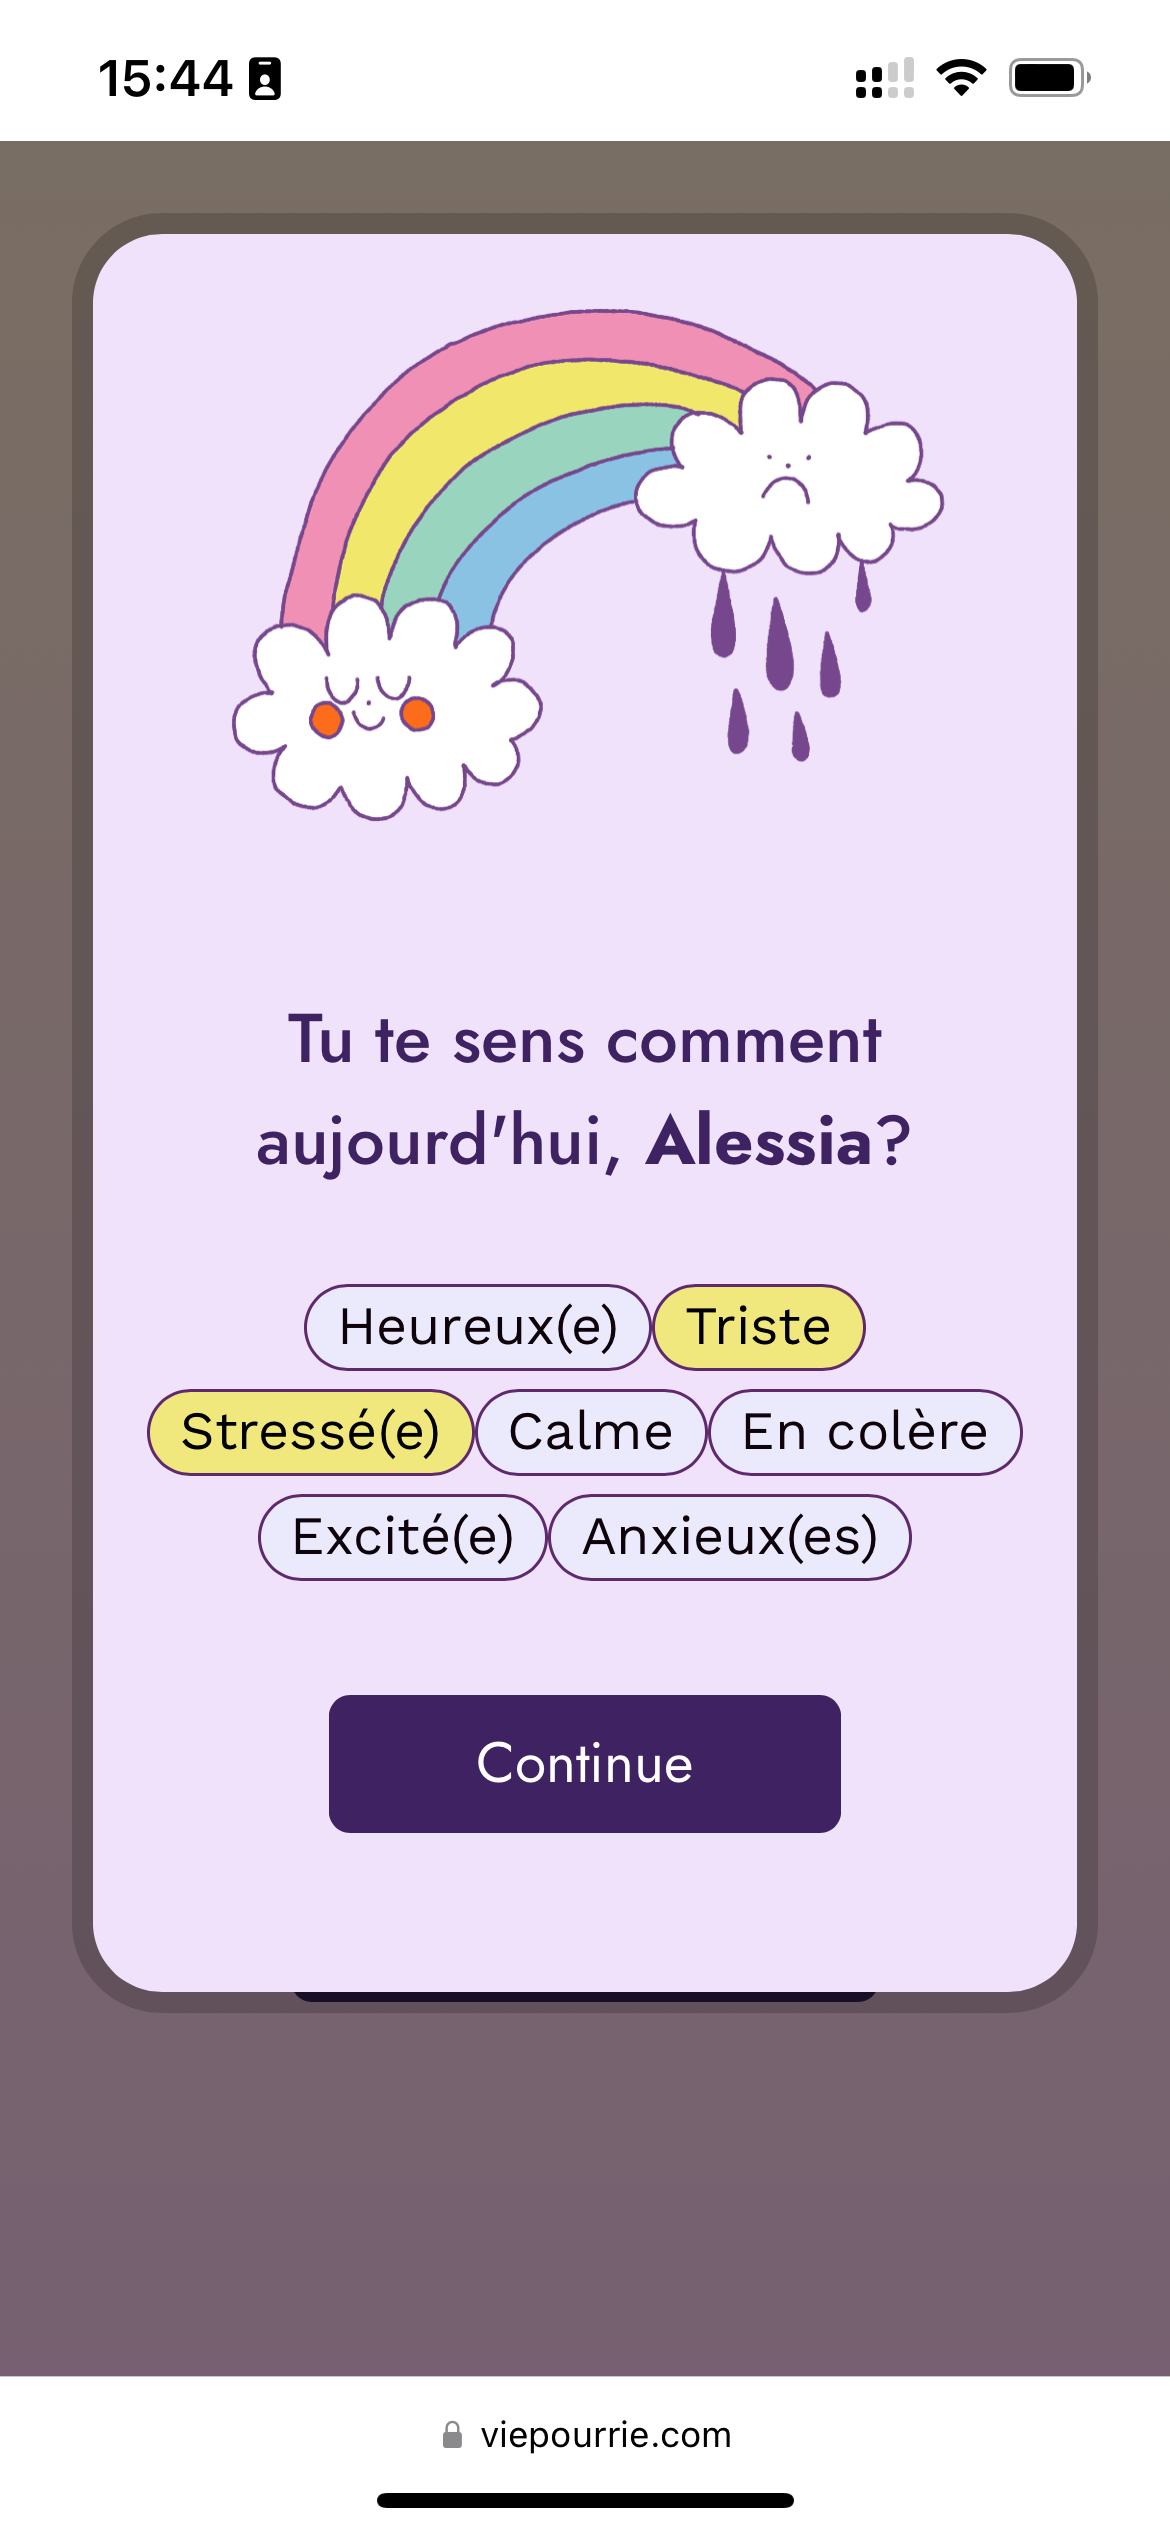 15:44
Tu te sens comment
aujourd'hui, Alessia?
Heureux(e) Triste
Stressé(e) Calme En colère
Excité(e) Anxieux(es)
Continue
viepourrie.com